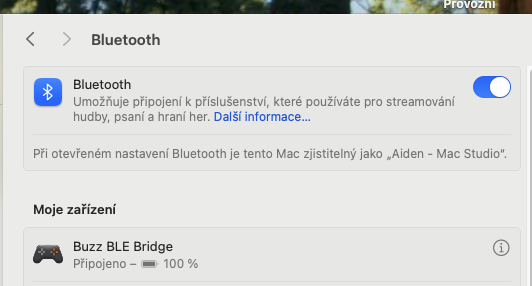 Provozní
Bluetooth
Bluetooth
Umožňuje připojení k příslušenství, které používáte pro streamování
hudby, psaní a hraní her. Další informace...
Při otevřeném nastavení Bluetooth je tento Mac zjistitelný jako „Aiden - Mac Studio“.
Moje zařízení
Buzz BLE Bridge
Připojeno – 100 %